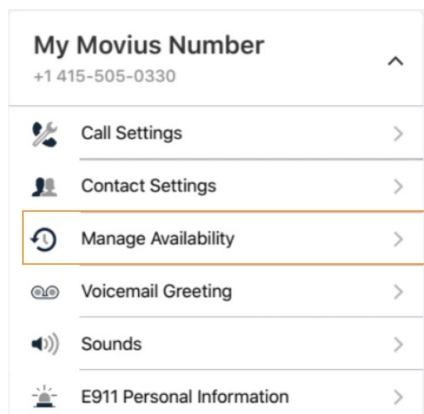 My Movius Number
+1 415-505-0330
Call Settings
Contact Settings
Manage Availability
Voicemail Greeting
Sounds
E911 Personal Information